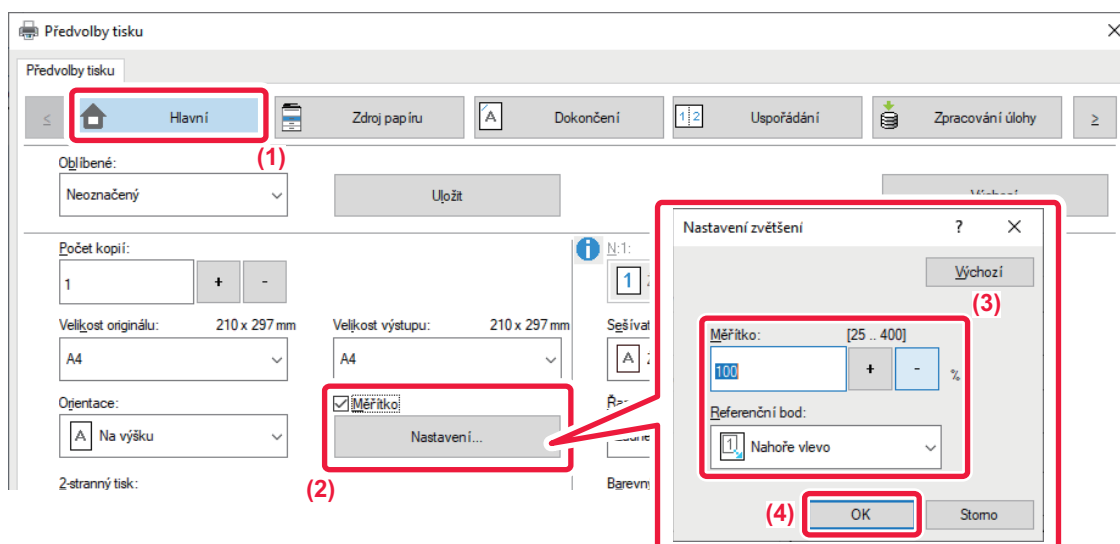 Předvolby tisku
Předvolby tisku
Hlavní
Zdroj papíru
Dokončení
Uspořádání
Zpracování úlohy
(1)
Oblíbené:
Neoznačený
Uložit
Počet kopií:
1
+
-
N:1:
1
Velikost originálu:
210 x 297 mm
Velikost výstupu:
210 x 297 mm
A4
A4
A
Orientace:
Měřítko
A
Na výšku
Nastavení...
(2)
2-stranný tisk:
Nastavení zvětšení
?
Výchozí
(3)
Měřítko:
[25 .. 400]
100
+
-
%
Referenční bod:
1
Nahoře vlevo
(4)
OK
Storno